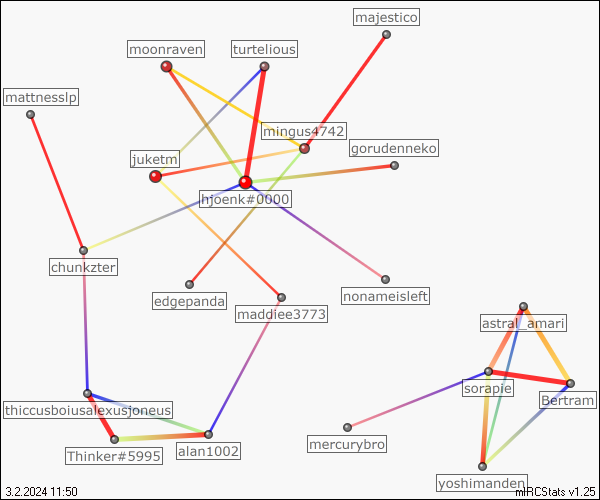 majestico
moonraven
turtelious
mattnesslp
mingus4742
gorudenneko
juketm
hjoenk#0000
chunkzter
edgepanda
nonameisleft
maddiee3773
astral_amari
sorapie
Bertram
thiccusboiusalexusjoneus
mercurybro
Thinker#5995
alan1002
yoshimanden
3.2.2024 11:50
mIRCStats v1.25